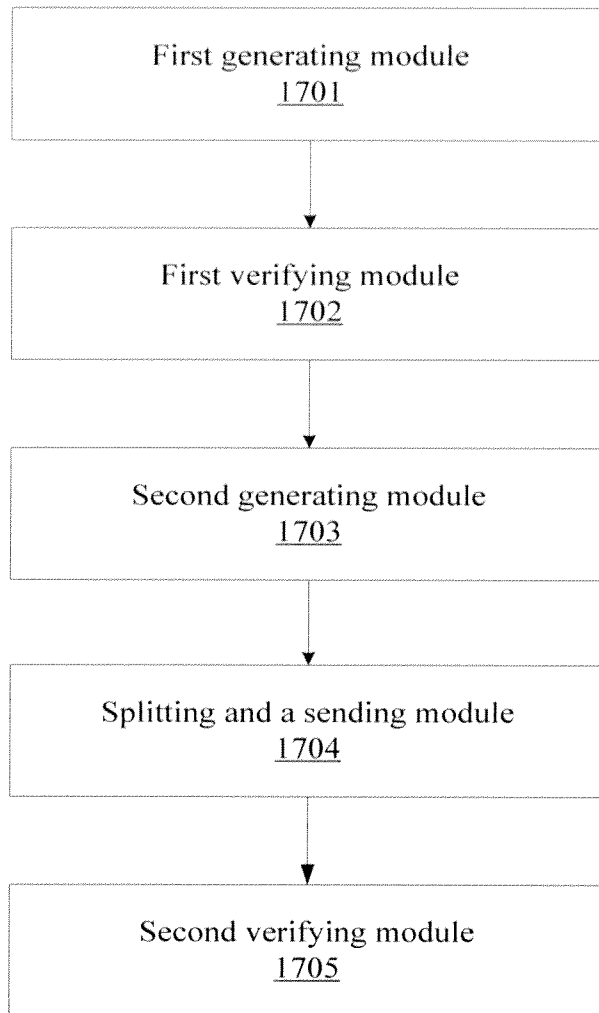 First generating module
1701
First verifying module
1702
Second generating module
1703
Splitting and a sending module
1704
Second verifying module
1705